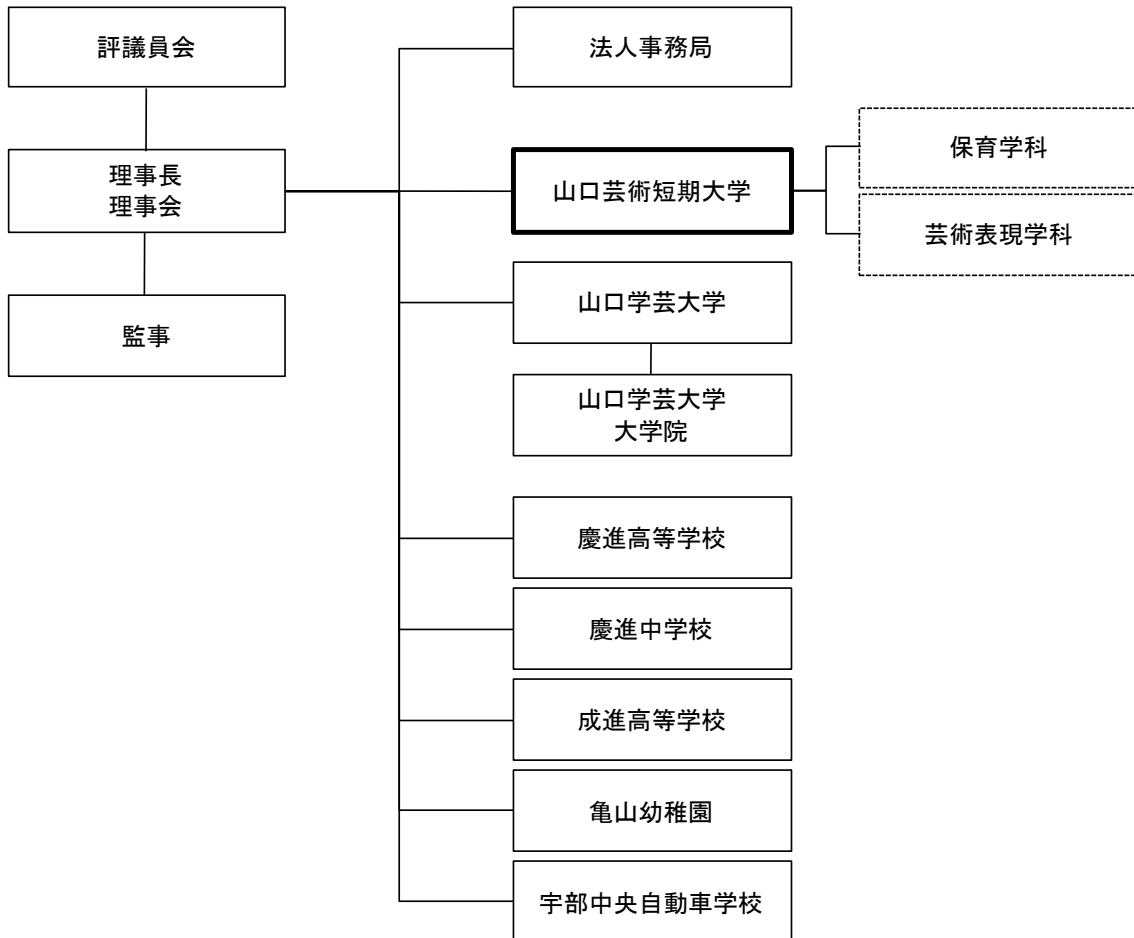 評議員会
理事長
理事会
監事
法人事務局
山口芸術短期大学
保育学科
芸術表現学科
山口学芸大学
山口学芸大学
大学院
慶進高等学校
慶進中学校
成進高等学校
亀山幼稚園
宇部中央自動車学校